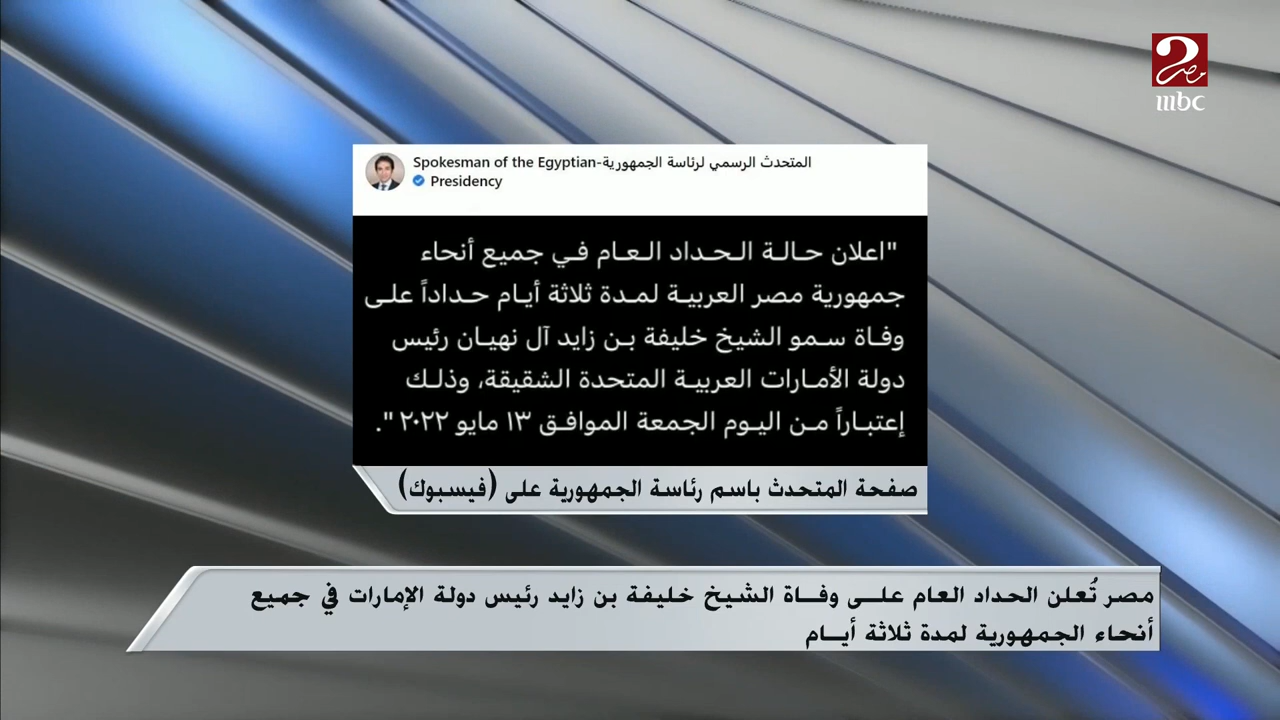 مصر
mbc
المتحدث الرسمي لرئاسة الجمهورية-Spokesman of the Egyptian
Presidency
"اعلان حالة الحداد العام في جميع أنحاء
جمهورية مصر العربية لمدة ثلاثة أيام حداداً على
وفاة سمو الشيخ خليفة بن زايد آل نهيان رئيس
دولة الأمارات العربية المتحدة الشقيقة، وذلك
إعتباراً من اليوم الجمعة الموافق ١٣ مايو ٢٠٢٢ ".
صفحة المتحدث باسم رئاسة الجمهورية على (فيسبوك)
مصر تُعلن الحداد العام على وفاة الشيخ خليفة بن زايد رئيس دولة الإمارات في جميع
أنحاء الجمهورية لمدة ثلاثة أيام